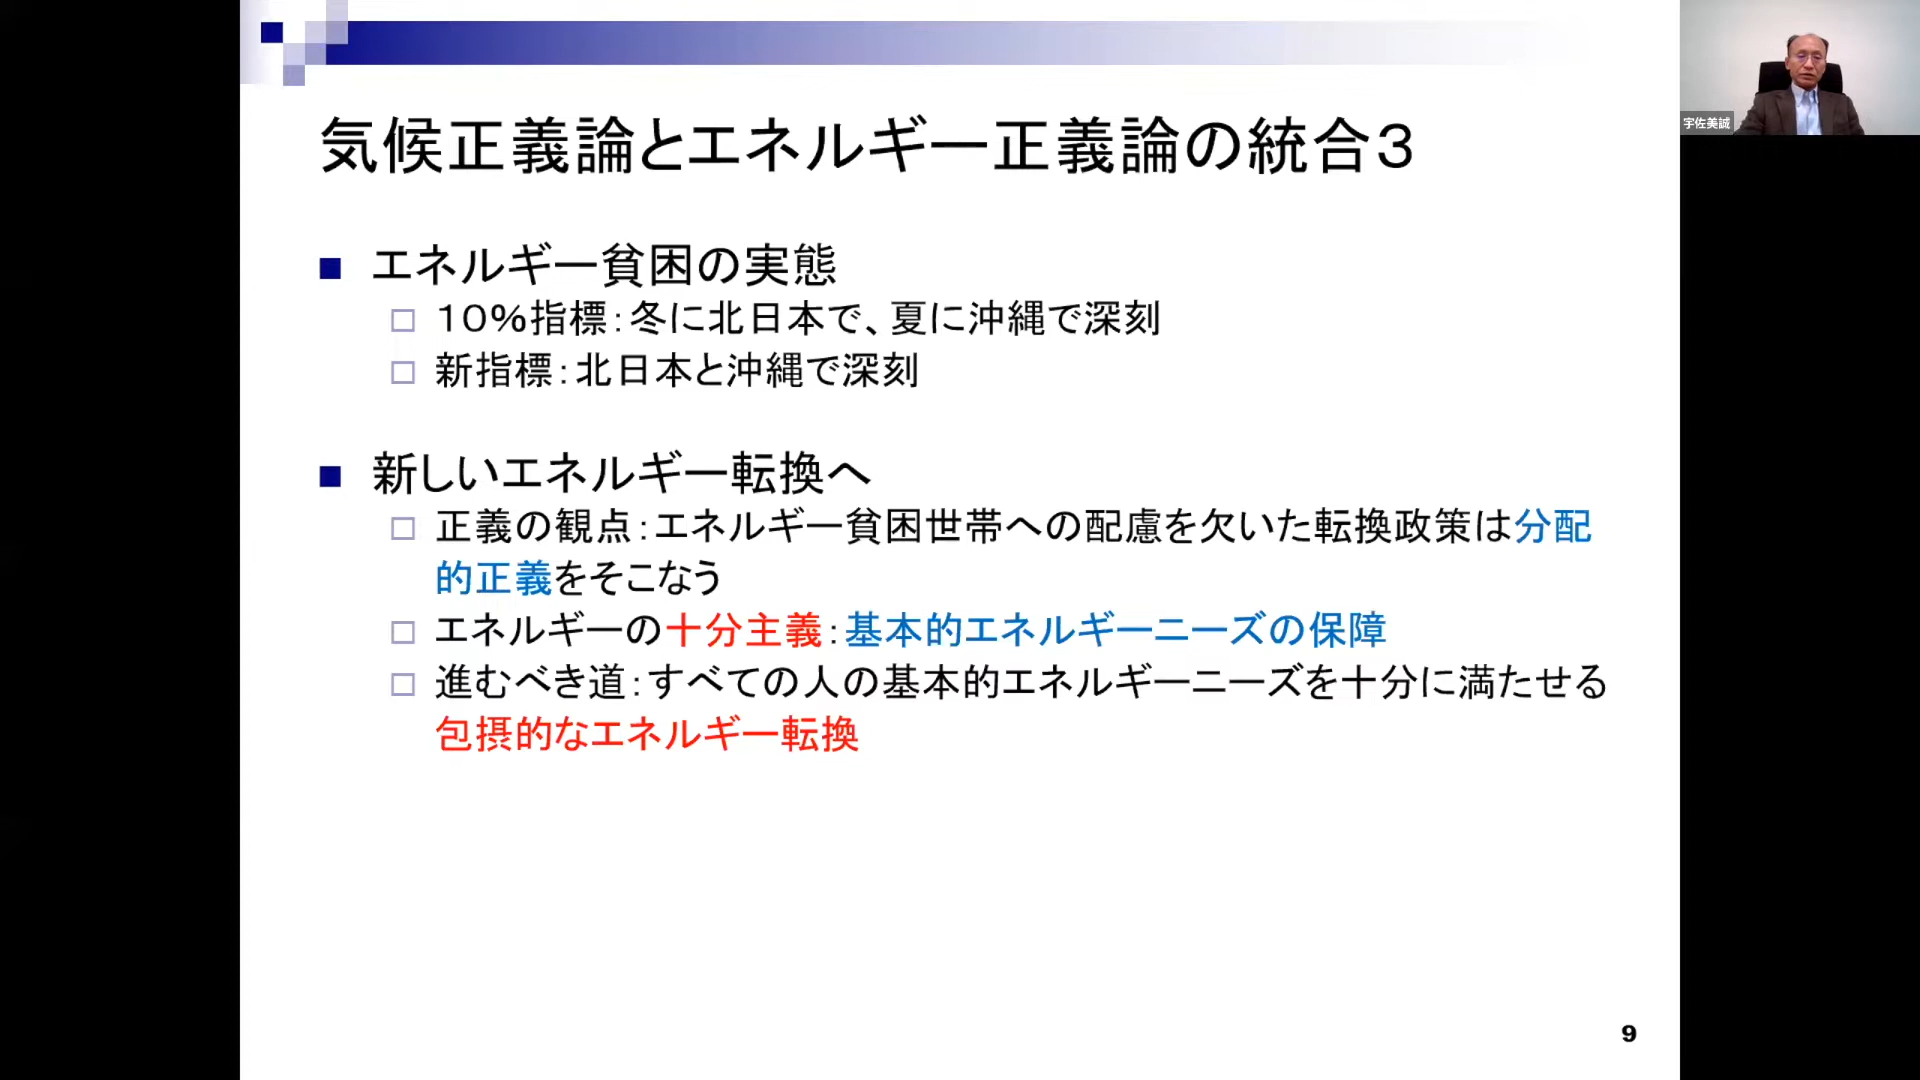 気候正義論とエネルギー正義論の統合３
エネルギー貧困の実態
１０％指標：冬に北日本で、夏に沖縄で深刻
新指標：北日本と沖縄で深刻
新しいエネルギー転換へ
正義の観点：エネルギー貧困世帯への配慮を欠いた転換政策は分配
的正義をそこなう
エネルギーの十分主義：基本的エネルギーニーズの保障
進むべき道：すべての人の基本的エネルギーニーズを十分に満たせる
包摂的なエネルギー転換
9
宇佐美誠